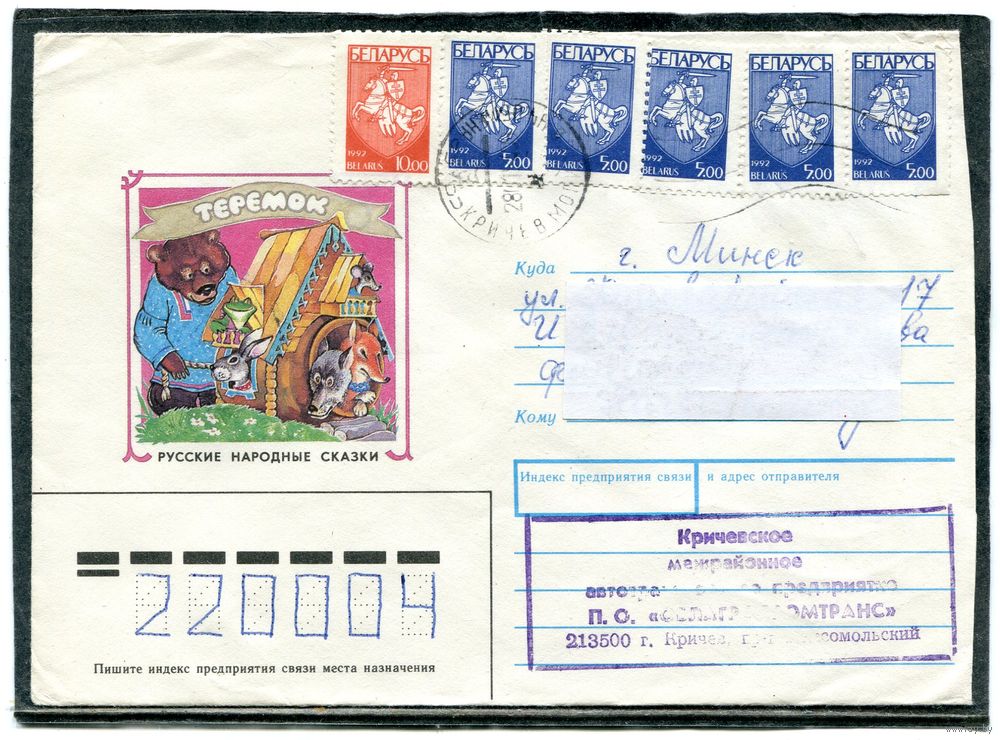 БЕЛАРУСЬ БЕЛАРУСЬ БЕЛАРУСЬ БЕЛАРУСЬ БЕЛАРУСЬ БЕЛАРУСЬ
1992 1992 1992 1992 1992 1992
BELARUS 10.00 BELARUS 5.00 BELARUS 5.00 BELARUS 5.00 BELARUS 5.00 BELARUS 5.00
КРИЧЕВ
28
ТЕРЕМОК
РУССКИЕ НАРОДНЫЕ СКАЗКИ
Куда г. Минск
ул. 17
Кому
Индекс предприятия связи и адрес отправителя
Кричевское
межрайонное
предприятие
П. О.
213500 г. Кричев,
220004
Пишите индекс предприятия связи места назначения